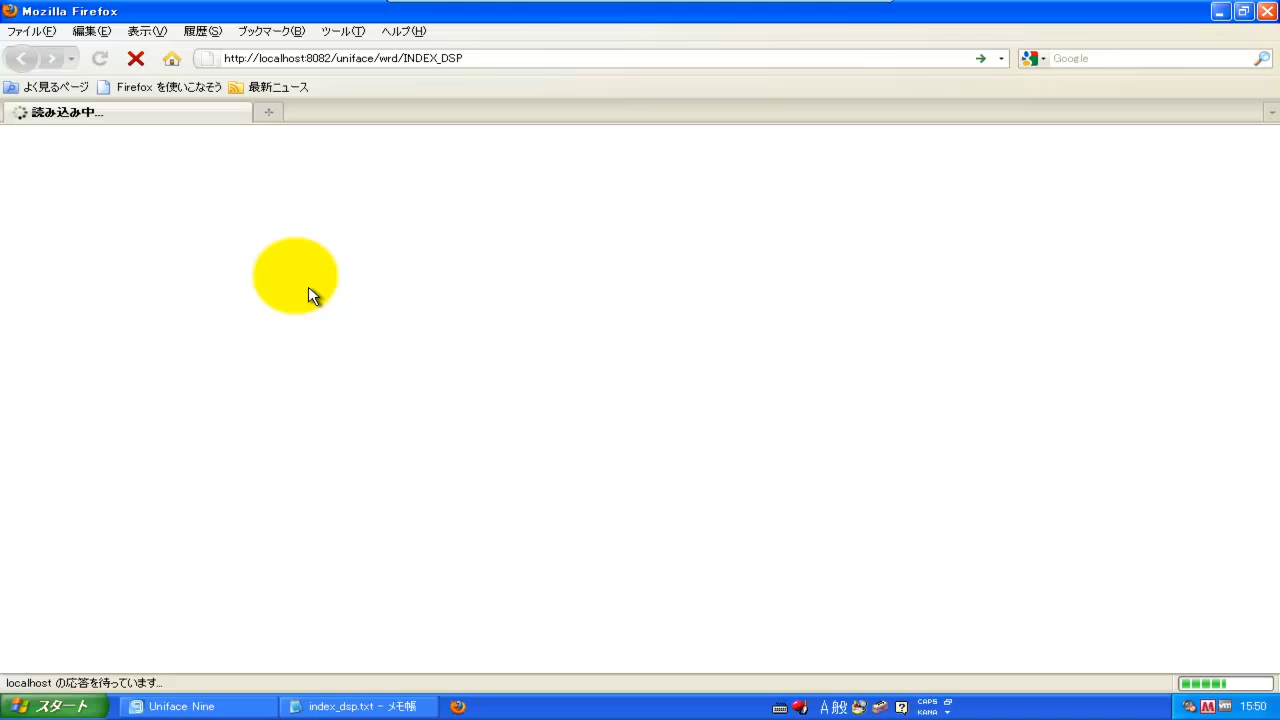 Mozilla Firefox
ファイル(F) 編集(E) 表示(V) 履歴(S) ブックマーク(B) ツール(T) ヘルプ(H)
http://localhost:8082/uniface/wrd/INDEX_DSP
Google
よく見るページ Firefox を使いこなそう 最新ニュース
読み込み中...
localhost の応答を待っています...
スタート Uniface Nine index_dsp.txt - メモ帳 A 般 CAPS KANA 15:50